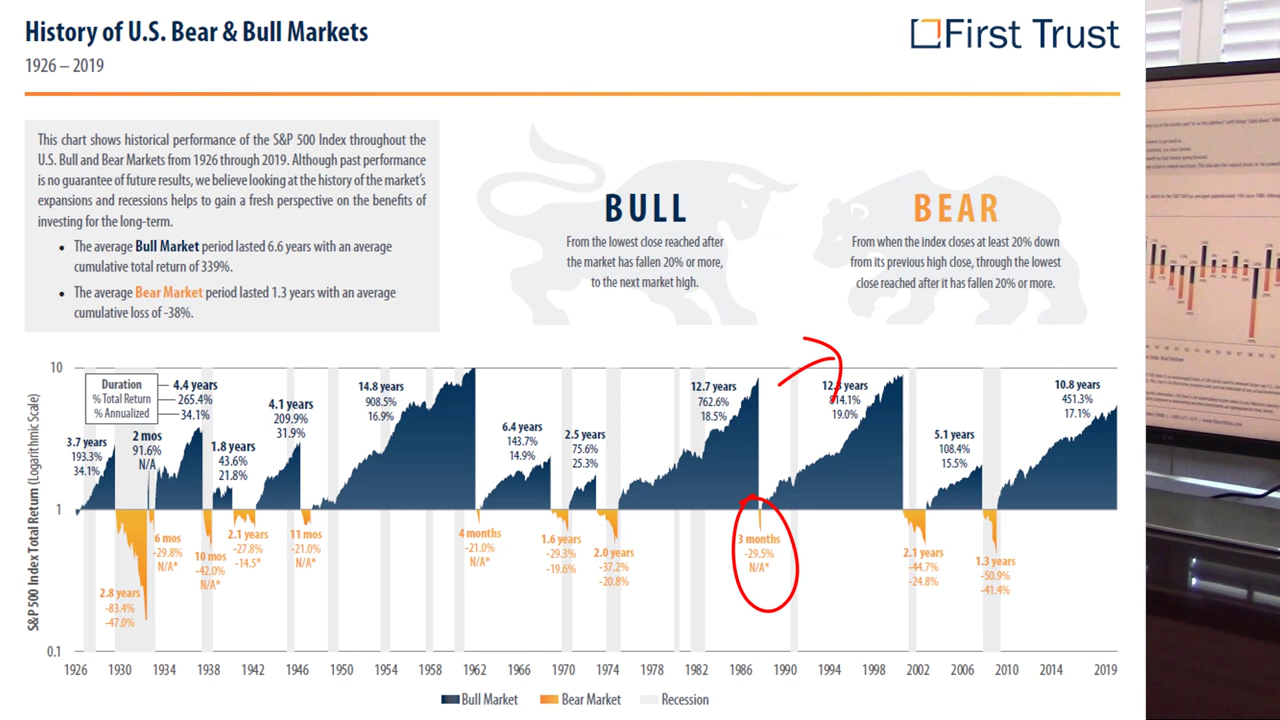 History of U.S. Bear & Bull Markets
First Trust
1926 – 2019
This chart shows historical performance of the S&P 500 Index throughout the
U.S. Bull and Bear Markets from 1926 through 2019. Although past performance
is no guarantee of future results, we believe looking at the history of the market's
expansions and recessions helps to gain a fresh perspective on the benefits of
investing for the long-term.
• The average Bull Market period lasted 6.6 years with an average
cumulative total return of 339%.
• The average Bear Market period lasted 1.3 years with an average
cumulative loss of -38%.
BULL
From the lowest close reached after
the market has fallen 20% or more,
to the next market high.
BEAR
From when the index closes at least 20% down
from its previous high close, through the lowest
close reached after it has fallen 20% or more.
S&P 500 Index Total Return (Logarithmic Scale)
10
1
0.1
Duration
% Total Return
% Annualized
3.7 years
193.3%
34.1%
2 mos
91.6%
N/A
4.4 years
265.4%
34.1%
1.8 years
43.6%
21.8%
4.1 years
209.9%
31.9%
14.8 years
908.5%
16.9%
6.4 years
143.7%
14.9%
2.5 years
75.6%
25.3%
12.7 years
762.6%
18.5%
years
14.1%
19.0%
5.1 years
108.4%
15.5%
10.8 years
451.3%
17.1%
2.8 years
-83.4%
-47.0%
6 mos
-29.8%
N/A*
10 mos
-42.0%
N/A*
2.1 years
-27.8%
-14.5*
11 mos
-21.0%
N/A*
4 months
-21.0%
N/A*
1.6 years
-29.3%
-19.6%
2.0 years
-37.2%
-20.8%
3 months
-29.5%
N/A*
2.1 years
-44.7%
-24.8%
1.3 years
-50.9%
-41.4%
1926 1930 1934 1938 1942 1946 1950 1954 1958 1962 1966 1970 1974 1978 1982 1986 1990 1994 1998 2002 2006 2010 2014 2019
Bull Market Bear Market Recession